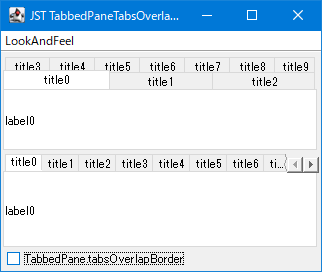 JST TabbedPaneTabsOverla...
LookAndFeel
title3 title4 title5 title6 title7 title8 title9
title0 title1 title2
label0
title0 title1 title2 title3 title4 title5 title6 ti...
label0
TabbedPane.tabsOverlapBorder